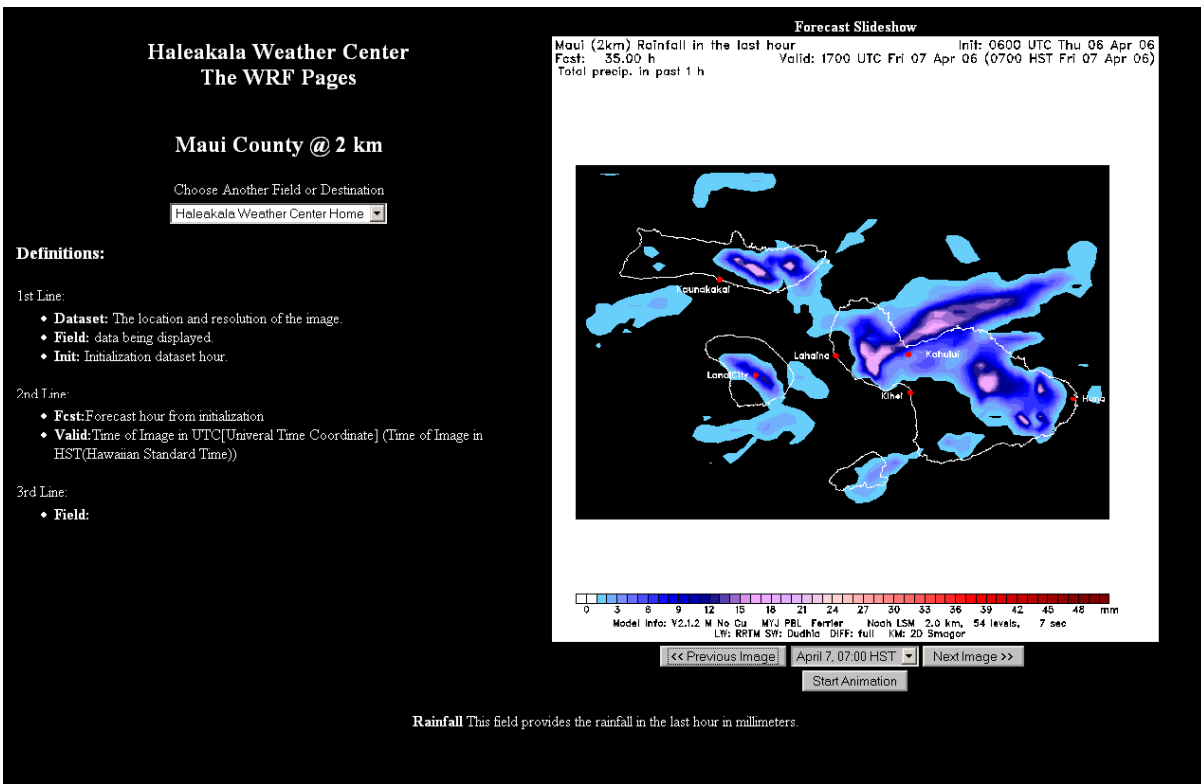 Haleakala Weather Center
The WRF Pages
Maui County @ 2 km
Choose Another Field or Destination
Haleakala Weather Center Home
Definitions:
1st Line:
Dataset: The location and resolution of the image.
Field: data being displayed.
Init: Initialization dataset hour.
2nd Line:
Fcst:Forecast hour from initialization
Valid:Time of Image in UTC[Univeral Time Coordinate] (Time of Image in
HST(Hawaiian Standard Time))
3rd Line:
Field:
Forecast Slideshow
Maui (2km) Rainfall in the last hour Init: 0600 UTC Thu 06 Apr 06
Fcst: 35.00 h Valid: 1700 UTC Fri 07 Apr 06 (0700 HST Fri 07 Apr 06)
Total precip. in past 1 h
Kaunakakai
Lahaina
Kahului
LanaiCity
Kihei
Hana
0 3 6 9 12 15 18 21 24 27 30 33 36 39 42 45 48 mm
Model Info: V2.1.2 M No Cu MYJ PBL Ferrier Noah LSM 2.0 km, 54 levels, 7 sec
LW: RRTM SW: Dudhia DIFF: full KM: 2D Smagor
<< Previous Image April 7, 07:00 HST Next Image >>
Start Animation
Rainfall This field provides the rainfall in the last hour in millimeters.